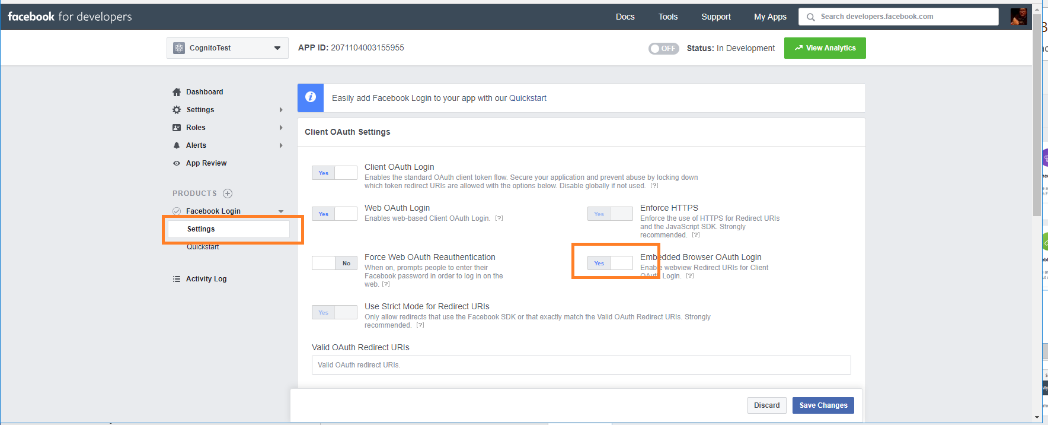 facebook for developers
Docs Tools Support My Apps Search developers.facebook.com
CognitoTest APP ID: 2071104003155955 OFF Status: In Development View Analytics
Dashboard
Settings
Roles
Alerts
App Review
PRODUCTS
Facebook Login
Settings
Quickstart
Activity Log
Easily add Facebook Login to your app with our Quickstart
Client OAuth Settings
Yes Client OAuth Login
Enables the standard OAuth client token flow. Secure your application and prevent abuse by locking down
which token redirect URIs are allowed with the options below. Disable globally if not used. [?]
Yes Web OAuth Login
Enables web-based Client OAuth Login. [?]
Yes Enforce HTTPS
Enforce the use of HTTPS for Redirect URIs
and the JavaScript SDK. Strongly
recommended. [?]
No Force Web OAuth Reauthentication
When on, prompts people to enter their
Facebook password in order to log in on the
web. [?]
Yes Embedded Browser OAuth Login
Enable webview Redirect URIs for Client
OAuth Login. [?]
Yes Use Strict Mode for Redirect URIs
Only allow redirects that use the Facebook SDK or that exactly match the Valid OAuth Redirect URIs. Strongly
recommended. [?]
Valid OAuth Redirect URIs
Valid OAuth redirect URIs.
Discard Save Changes